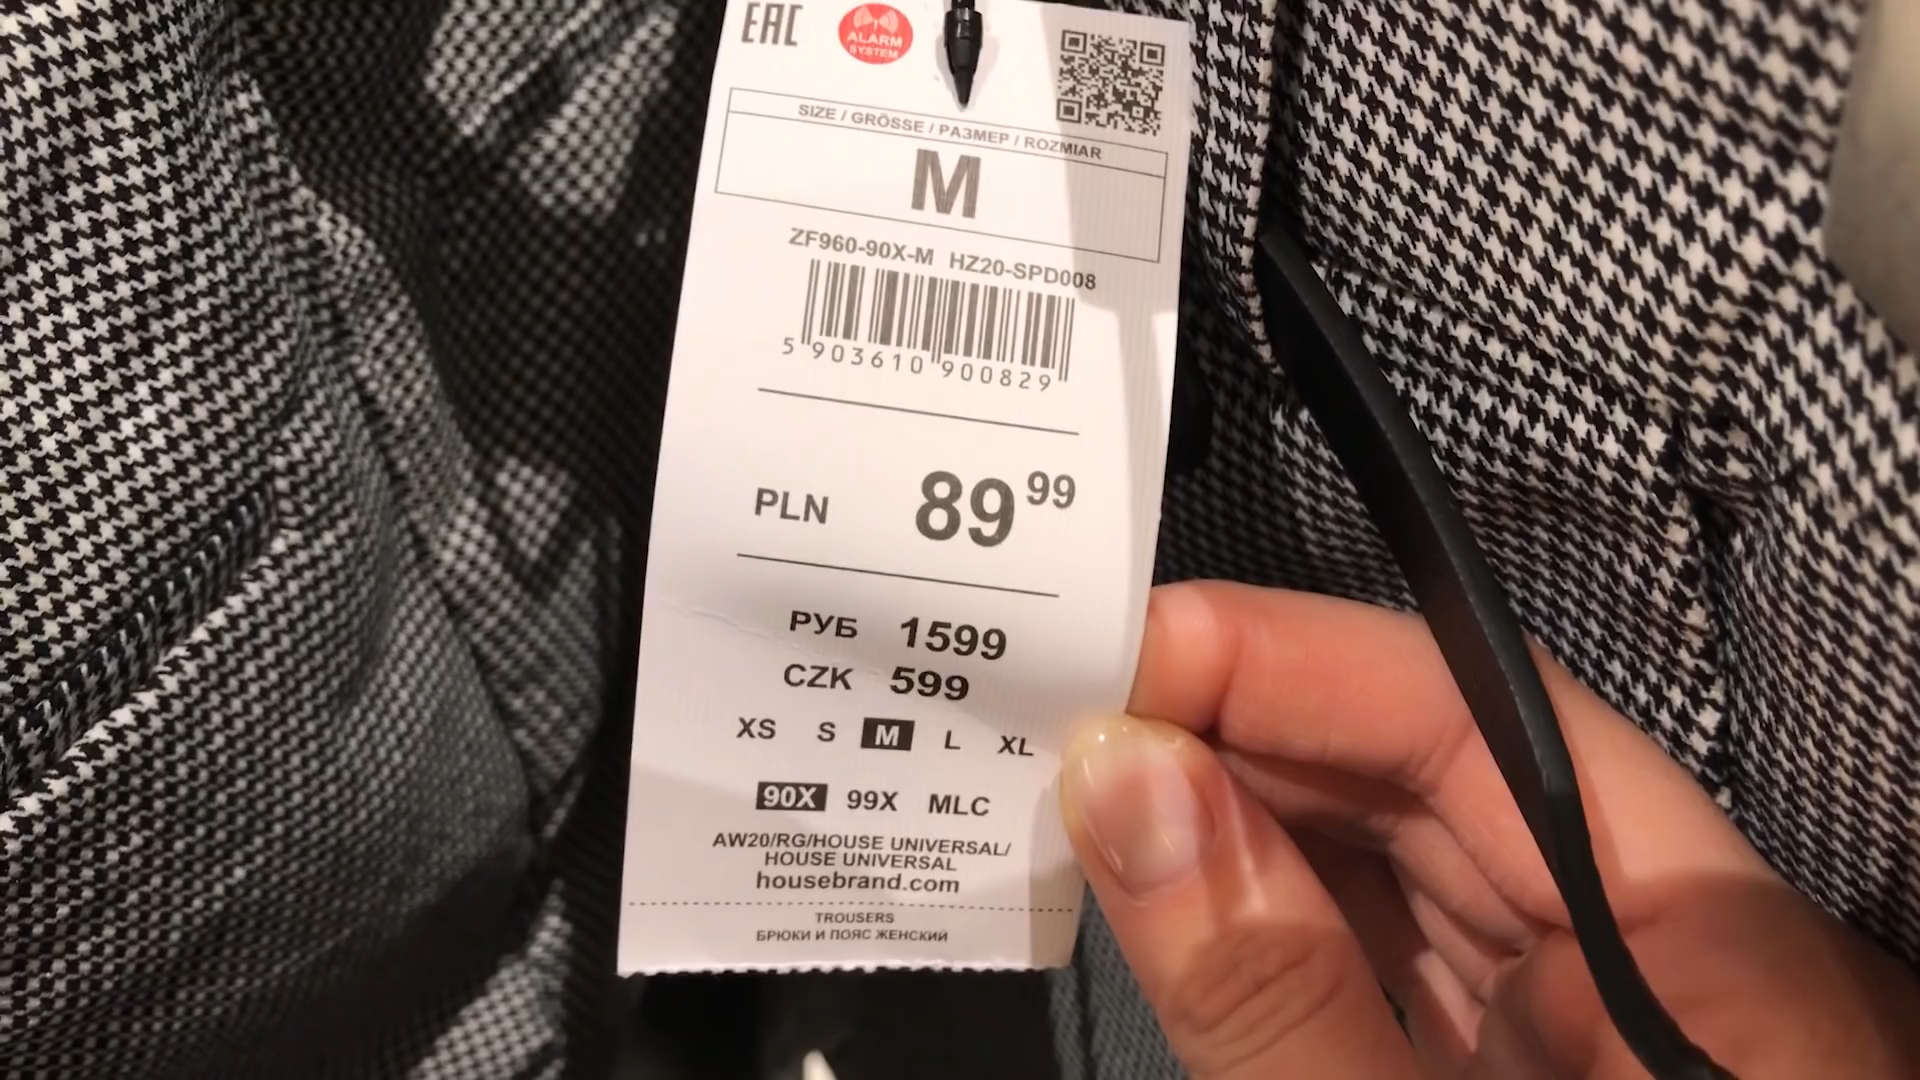 EAC
ALARM
SYSTEM
SIZE / GRÖSSE / РАЗМЕР / ROZMIAR
M
ZF960-90X-M HZ20-SPD008
5 903610 900829
PLN 89 99
РУБ 1599
CZK 599
XS S M L XL
90X 99X MLC
AW20/RG/HOUSE UNIVERSAL/
HOUSE UNIVERSAL
housebrand.com
TROUSERS
БРЮКИ И ПОЯС ЖЕНСКИЙ